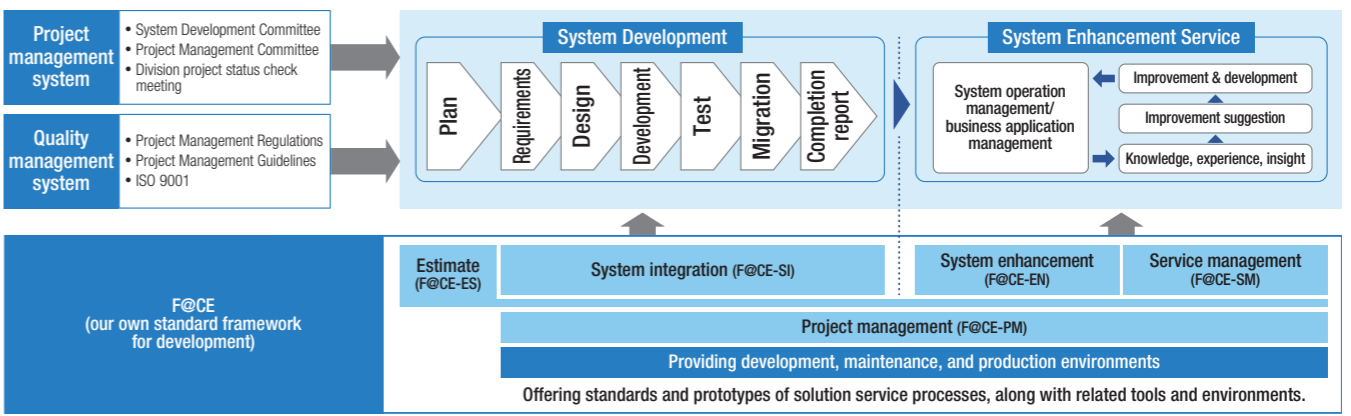 Project
management
system
• System Development Committee
• Project Management Committee
• Division project status check
meeting
Quality
management
system
• Project Management Regulations
• Project Management Guidelines
• ISO 9001
System Development
Plan
Requirements
Design
Development
Test
Migration
Completion
report
System Enhancement Service
System operation
management/
business application
management
Improvement & development
Improvement suggestion
Knowledge, experience, insight
F@CE
(our own standard framework
for development)
Estimate
(F@CE-ES)
System integration (F@CE-SI)
System enhancement
(F@CE-EN)
Service management
(F@CE-SM)
Project management (F@CE-PM)
Providing development, maintenance, and production environments
Offering standards and prototypes of solution service processes, along with related tools and environments.